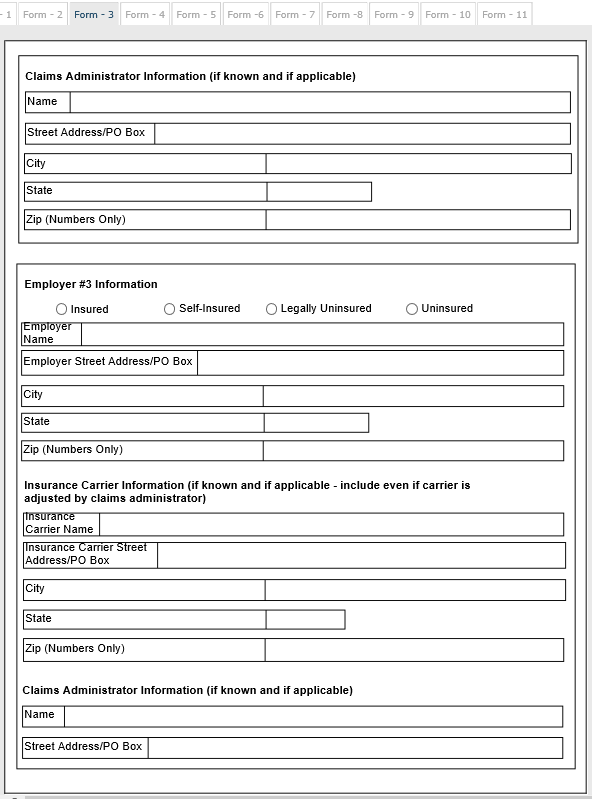 - 1 Form - 2 Form - 3 Form - 4 Form - 5 Form -6 Form - 7 Form -8 Form - 9 Form - 10 Form - 11
Claims Administrator Information (if known and if applicable)
Name
Street Address/PO Box
City
State
Zip (Numbers Only)
Employer #3 Information
Insured Self-Insured Legally Uninsured Uninsured
Employer
Name
Employer Street Address/PO Box
City
State
Zip (Numbers Only)
Insurance Carrier Information (if known and if applicable - include even if carrier is
adjusted by claims administrator)
Insurance
Carrier Name
Insurance Carrier Street
Address/PO Box
City
State
Zip (Numbers Only)
Claims Administrator Information (if known and if applicable)
Name
Street Address/PO Box